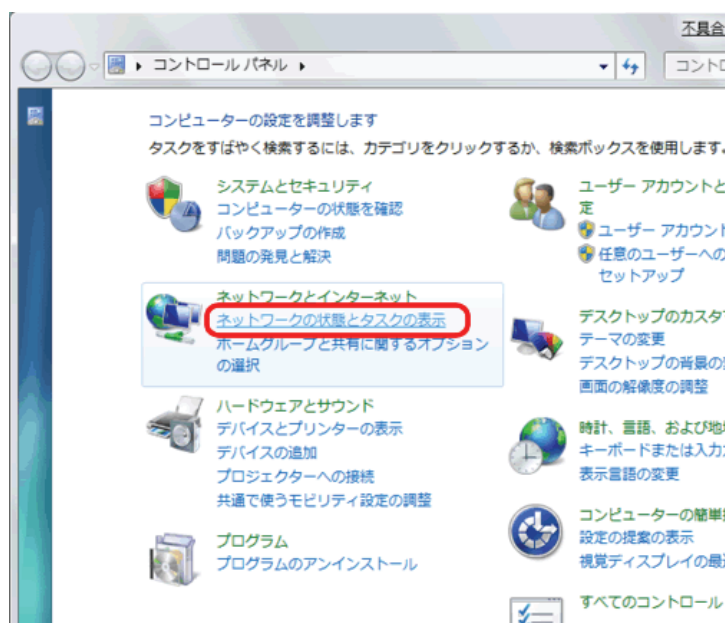 不具合
コントロール パネル
コントロ
コンピューターの設定を調整します
タスクをすばやく検索するには、カテゴリをクリックするか、検索ボックスを使用します。
システムとセキュリティ
コンピューターの状態を確認
バックアップの作成
問題の発見と解決
ネットワークとインターネット
ネットワークの状態とタスクの表示
ホームグループと共有に関するオプション
の選択
ハードウェアとサウンド
デバイスとプリンターの表示
デバイスの追加
プロジェクターへの接続
共通で使うモビリティ設定の調整
プログラム
プログラムのアンインストール
ユーザー アカウントと
定
ユーザー アカウント
任意のユーザーへの
セットアップ
デスクトップのカスタ
テーマの変更
デスクトップの背景の
画面の解像度の調整
時計、言語、および地
キーボードまたは入力
表示言語の変更
コンピューターの簡単
設定の提案の表示
視覚ディスプレイの最
すべてのコントロール